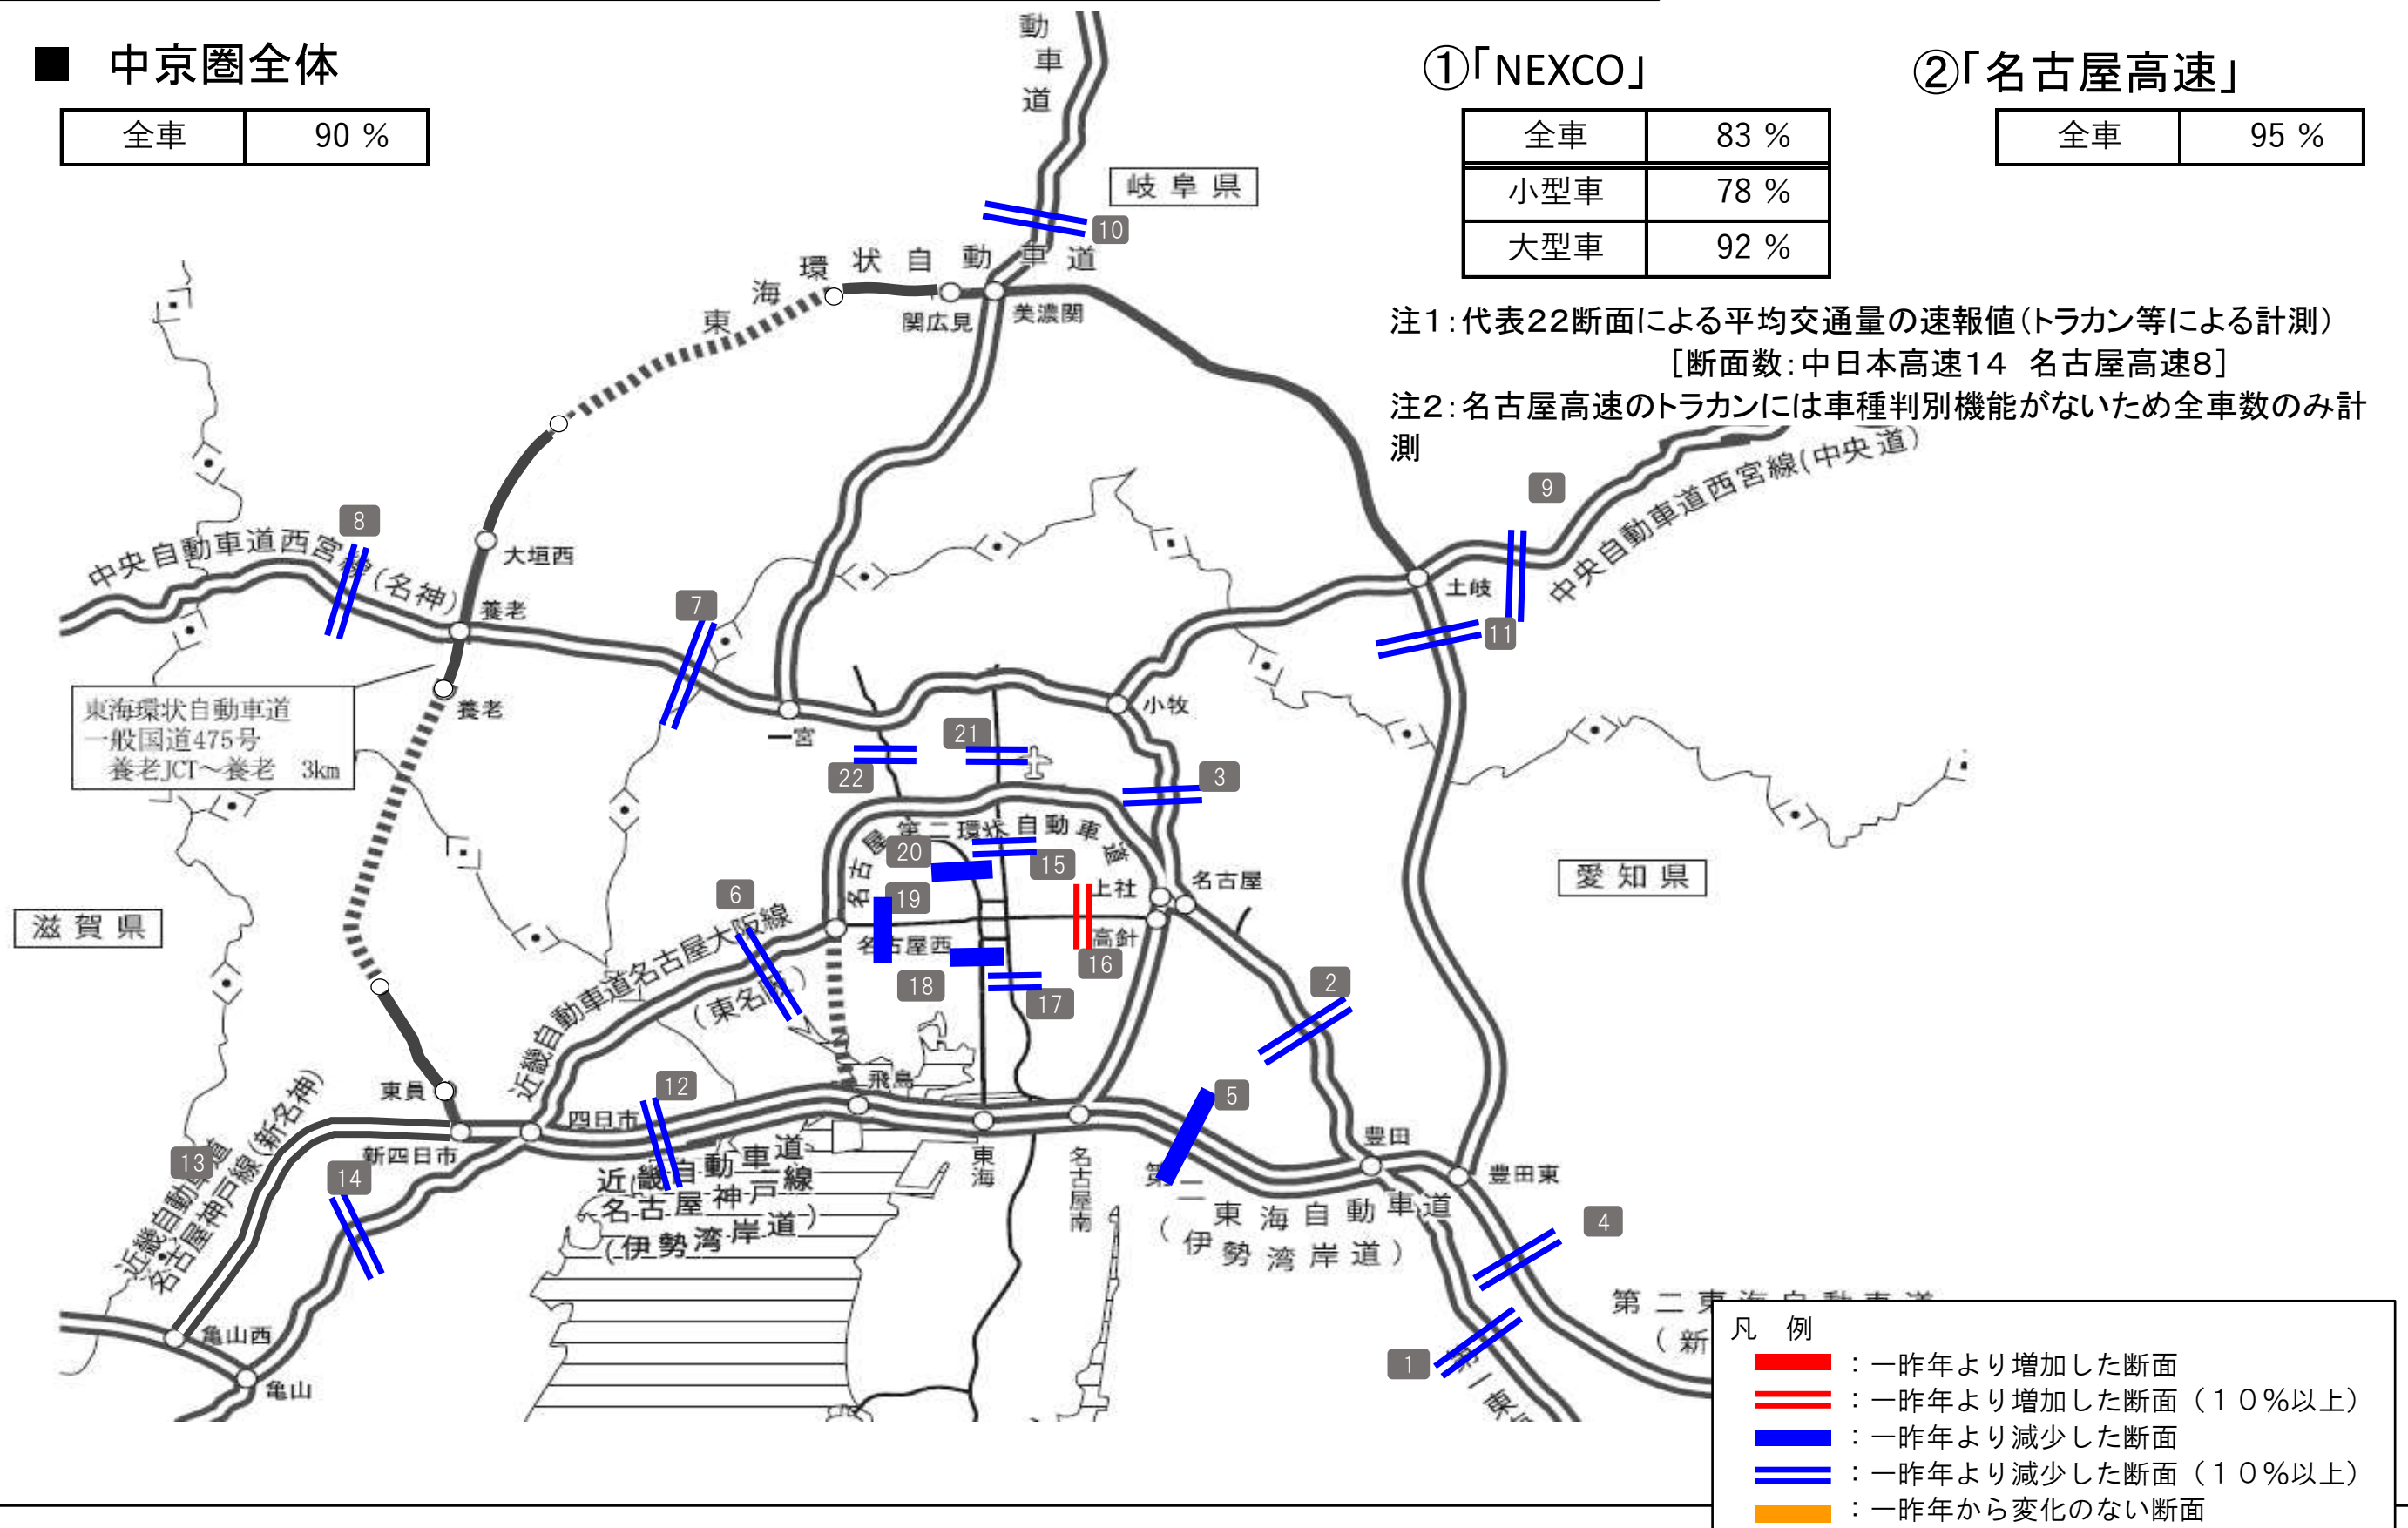 ■ 中京圏全体
全車 90 %
①「NEXCO」
全車 83 %
小型車 78 %
大型車 92 %
②「名古屋高速」
全車 95 %
注1：代表22断面による平均交通量の速報値（トラカン等による計測）
［断面数：中日本高速14 名古屋高速8］
注2：名古屋高速のトラカンには車種判別機能がないため全車数のみ計
測
動車道
岐阜県
10
東海環状自動車道
関広見
美濃関
9
中央自動車道西宮線(中央道)
8
中央自動車道西宮線(名神)
大垣西
養老
7
土岐
11
東海環状自動車道
一般国道475号
養老JCT～養老 3km
養老
一宮
小牧
21
22
3
名古屋第二環状自動車道
20
15
19
上社
名古屋
愛知県
滋賀県
6
近畿自動車道名古屋大阪線
(東名阪)
名古屋西
高針
16
18
17
2
東員
飛島
12
5
四日市
新四日市
13
14
近畿自動車道
名古屋神戸線(新名神)
近畿自動車道
名古屋神戸線
(伊勢湾岸道)
東海
名古屋南
豊田
豊田東
第二東海自動車道
(伊勢湾岸道)
4
亀山西
亀山
1
第一東
第二東海自動車道
(新
凡 例
：一昨年より増加した断面
：一昨年より増加した断面（１０％以上）
：一昨年より減少した断面
：一昨年より減少した断面（１０％以上）
：一昨年から変化のない断面